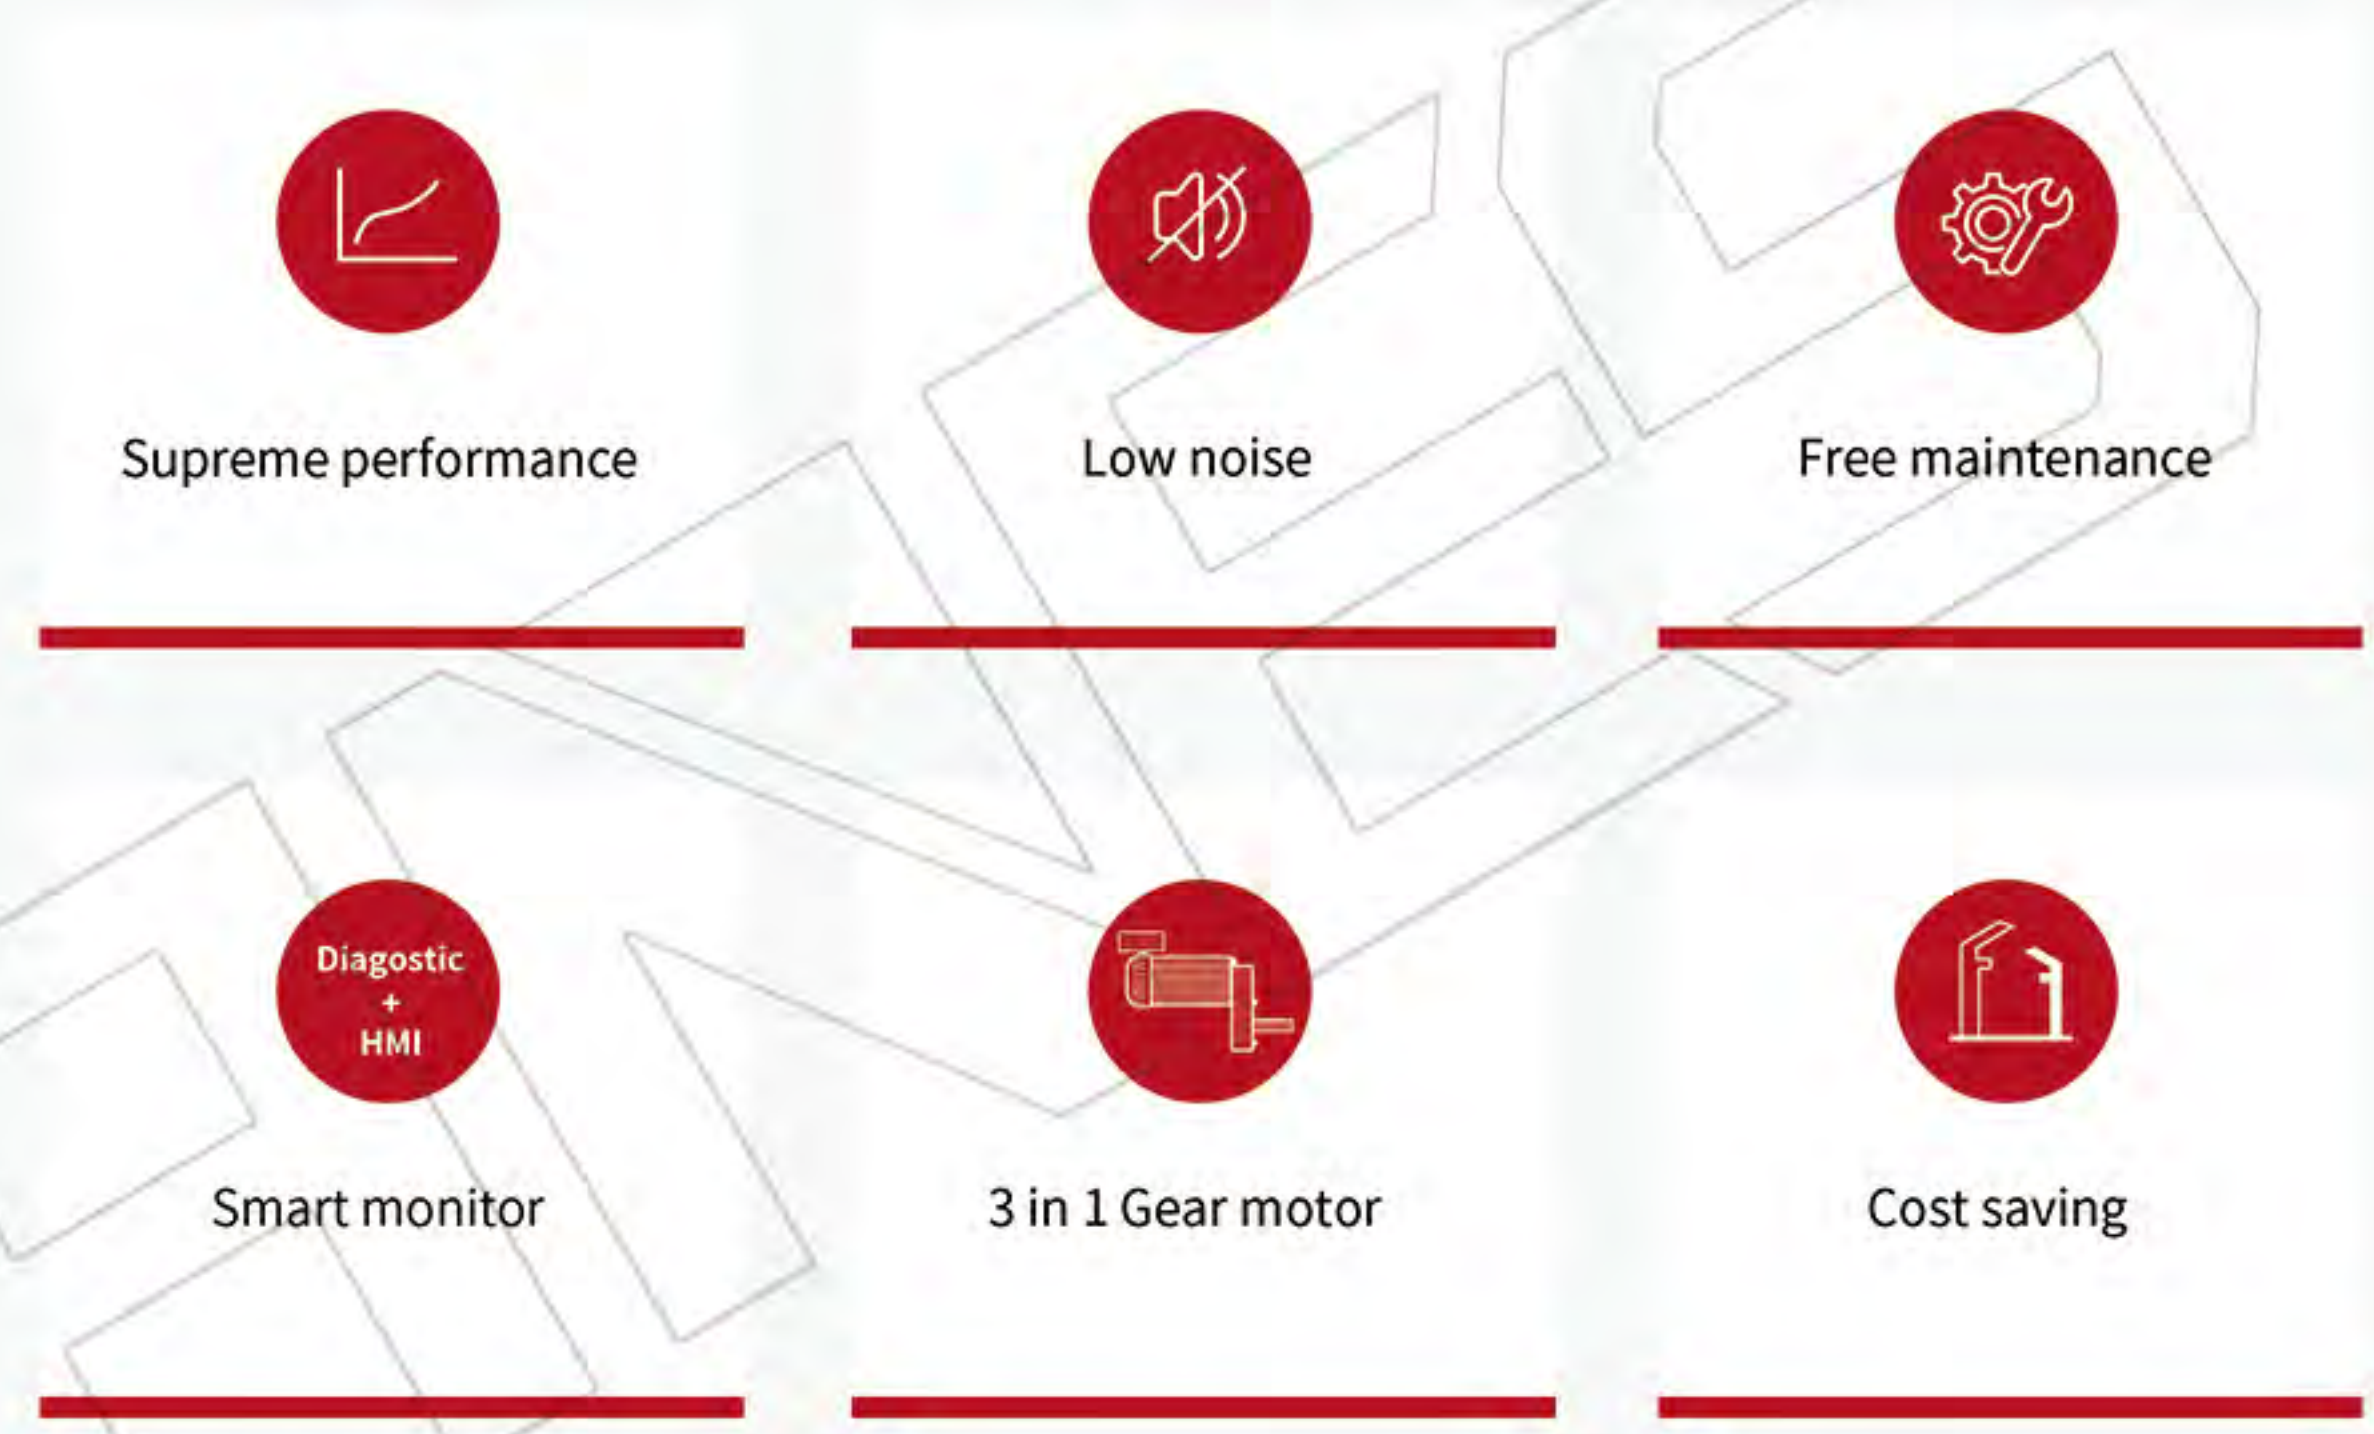 Supreme performance
Low noise
Free maintenance
Diagostic
+
HMI
Smart monitor
3 in 1 Gear motor
Cost saving